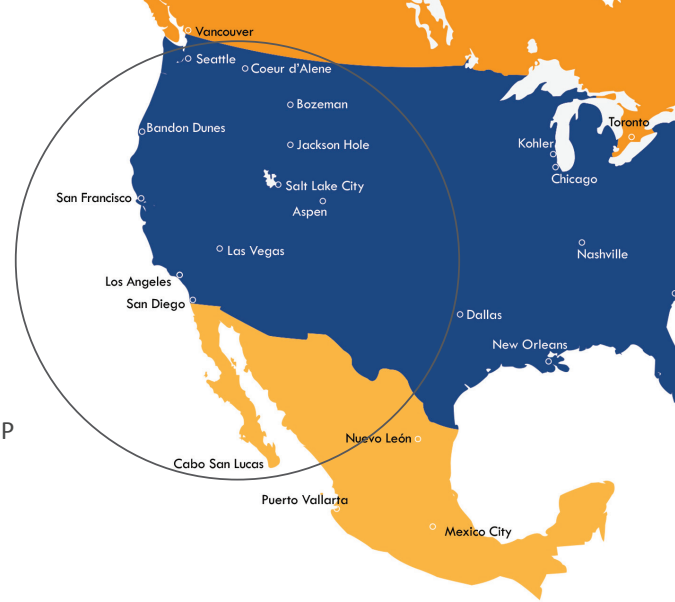 Vancouver
Seattle
Coeur d'Alene
Bozeman
Toronto
Bandon Dunes
Jackson Hole
Kohler
Chicago
Salt Lake City
San Francisco
Aspen
Las Vegas
Nashville
Los Angeles
San Diego
Dallas
New Orleans
P
Nuevo León
Cabo San Lucas
Puerto Vallarta
Mexico City